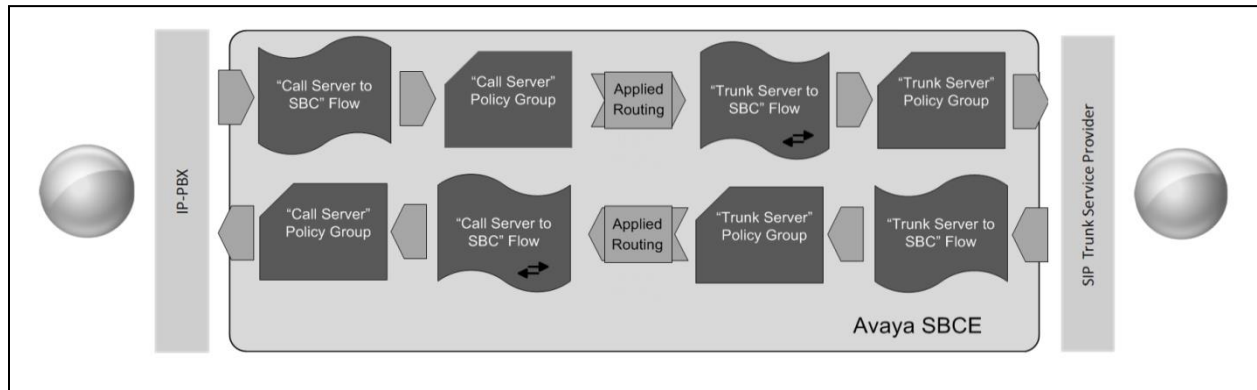 IP-PBX
“Call Server to
SBC” Flow
“Call Server”
Policy Group
Applied
Routing
“Trunk Server to
SBC” Flow
“Trunk Server”
Policy Group
“Call Server”
Policy Group
“Call Server to
SBC” Flow
Applied
Routing
“Trunk Server”
Policy Group
“Trunk Server to
SBC” Flow
Avaya SBCE
SIP Trunk Service Provider